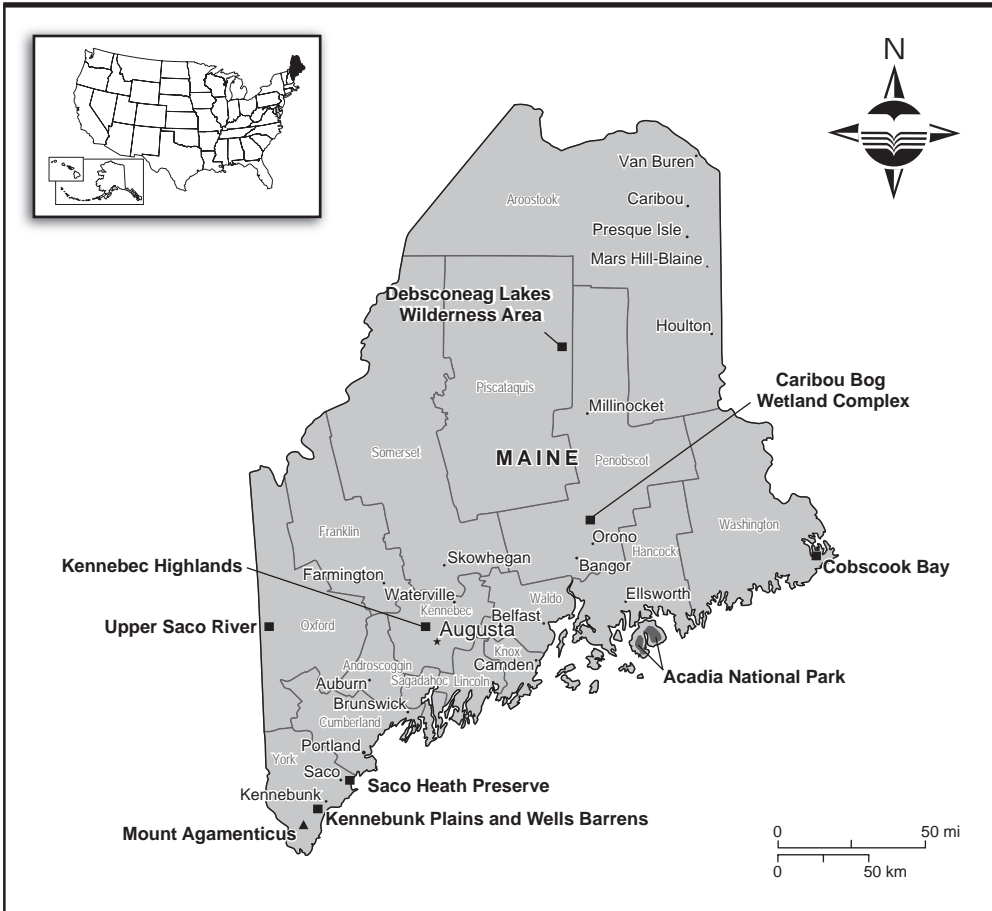 N
Van Buren
Caribou
Aroostook
Presque Isle
Mars Hill-Blaine
Debsconeag Lakes
Wilderness Area
Houlton
Caribou Bog
Wetland Complex
Piscataquis
Millinocket
MAINE
Somerset
Penobscot
Washington
Franklin
Orono
Hancock
Skowhegan
Bangor
Kennebec Highlands
Cobscook Bay
Farmington
Waterville
Ellsworth
Waldo
Kennebec
Belfast
Upper Saco River
Oxford
Augusta
Knox
Camden
Androscoggin
Acadia National Park
Sagadahoc
Lincoln
Auburn
Brunswick
Cumberland
Portland
York
Saco
Saco Heath Preserve
Kennebunk
Kennebunk Plains and Wells Barrens
Mount Agamenticus
0 50 mi
0 50 km